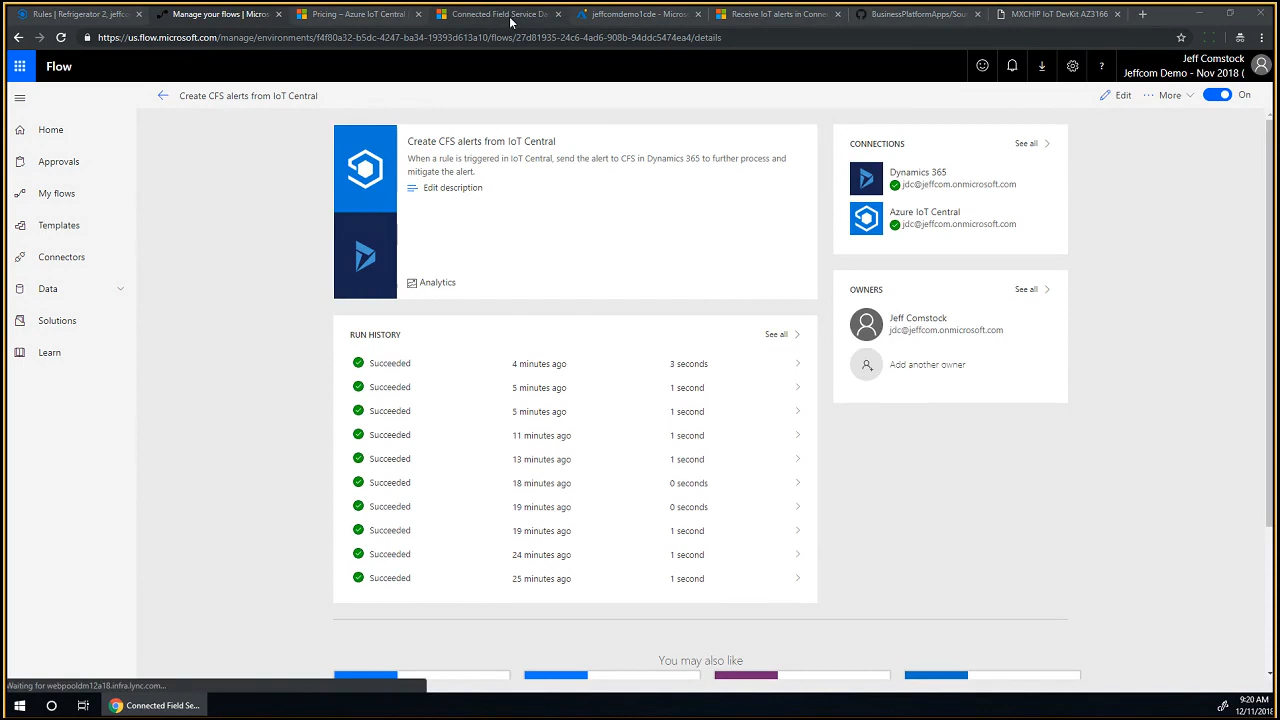 Rules | Refrigerator 2, jeffcc
Manage your flows | Micros
Pricing – Azure IoT Central |
Connected Field Service Da
jeffcomdemo1cde - Micros
Receive IoT alerts in Conne
BusinessPlatformApps/Sou
MXCHIP IoT DevKit AZ3166
https://us.flow.microsoft.com/manage/environments/f4f80a32-b5dc-4247-ba34-19393d613a10/flows/27d81935-24c6-4ad6-908b-94ddc5474ea4/details
Flow
?
Jeff Comstock
Jeffcom Demo - Nov 2018 (
Create CFS alerts from IoT Central
Edit
More
On
Home
Approvals
My flows
Templates
Connectors
Data
Solutions
Learn
Create CFS alerts from IoT Central
When a rule is triggered in IoT Central, send the alert to CFS in Dynamics 365 to further process and
mitigate the alert.
Edit description
Analytics
CONNECTIONS
See all
Dynamics 365
jdc@jeffcom.onmicrosoft.com
Azure IoT Central
jdc@jeffcom.onmicrosoft.com
OWNERS
See all
Jeff Comstock
jdc@jeffcom.onmicrosoft.com
Add another owner
RUN HISTORY
See all
Succeeded 4 minutes ago 3 seconds
Succeeded 5 minutes ago 1 second
Succeeded 5 minutes ago 1 second
Succeeded 11 minutes ago 1 second
Succeeded 13 minutes ago 1 second
Succeeded 18 minutes ago 0 seconds
Succeeded 19 minutes ago 0 seconds
Succeeded 19 minutes ago 1 second
Succeeded 24 minutes ago 1 second
Succeeded 25 minutes ago 1 second
You may also like
Waiting for webpooldm12a18.infra.lync.com...
Connected Field Se...
9:20 AM
12/11/2018